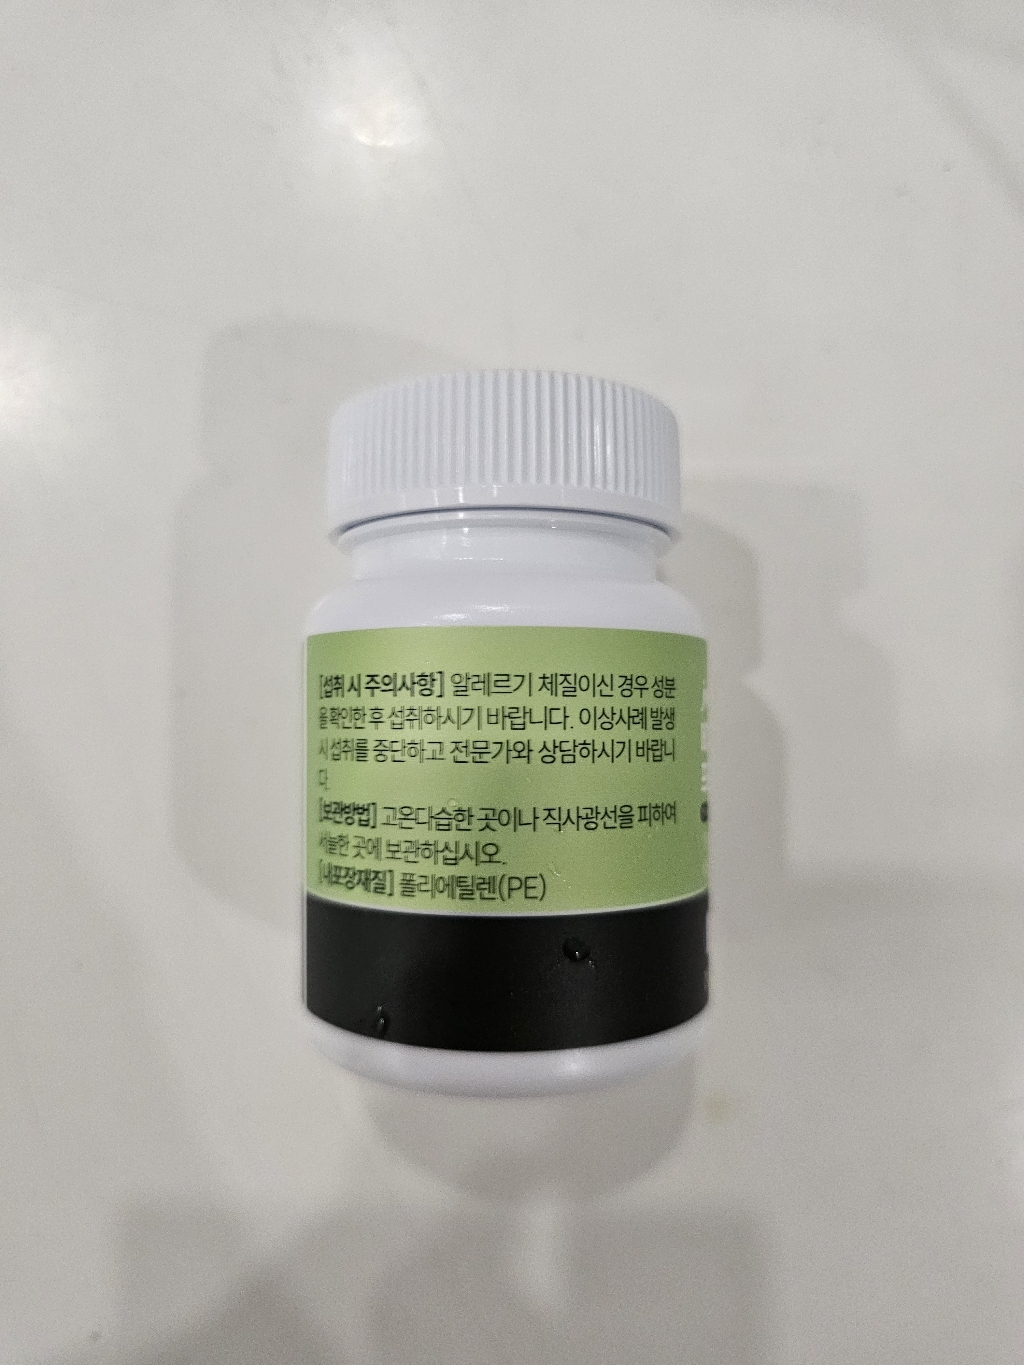 [섭취 시 주의사항] 알레르기 체질이신 경우 성분
을 확인한 후 섭취하시기 바랍니다. 이상사례 발생
시 섭취를 중단하고 전문가와 상담하시기 바랍니
다.
[보관방법] 고온다습한 곳이나 직사광선을 피하여
서늘한 곳에 보관하십시오.
[내포장재질] 폴리에틸렌(PE)